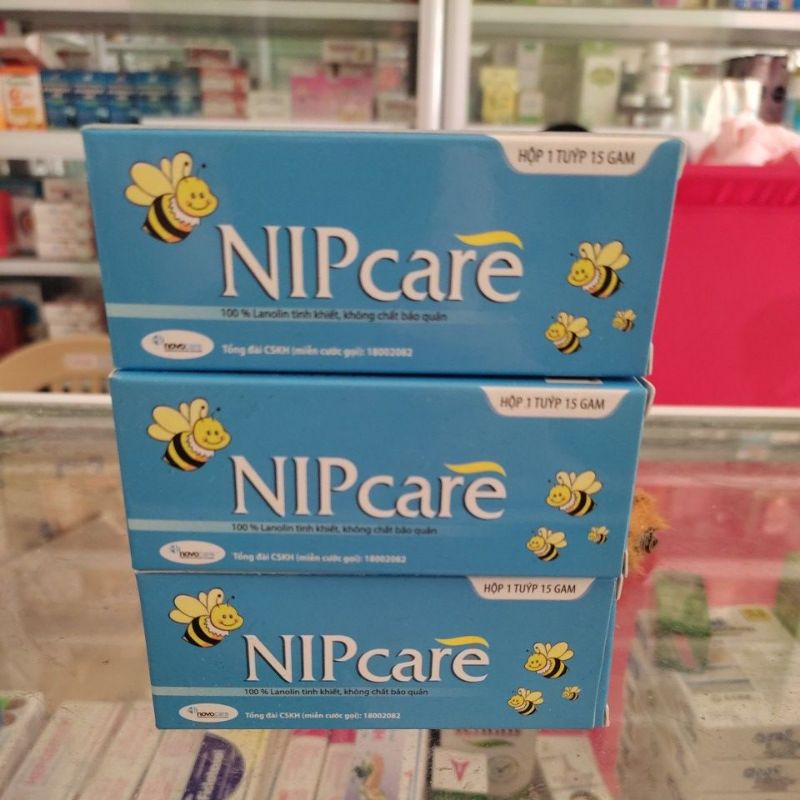 HỘP 1 TUÝP 15 GAM
NIPcare
100 % Lanolin tinh khiết, không chất bảo quản
novocare
Tổng đài CSKH (miễn cước gọi): 18002082
HỘP 1 TUÝP 15 GAM
NIPcare
100 % Lanolin tinh khiết, không chất bảo quản
novocare
Tổng đài CSKH (miễn cước gọi): 18002082
HỘP 1 TUÝP 15 GAM
NIPcare
100 % Lanolin tinh khiết, không chất bảo quản
novocare
Tổng đài CSKH (miễn cước gọi): 18002082